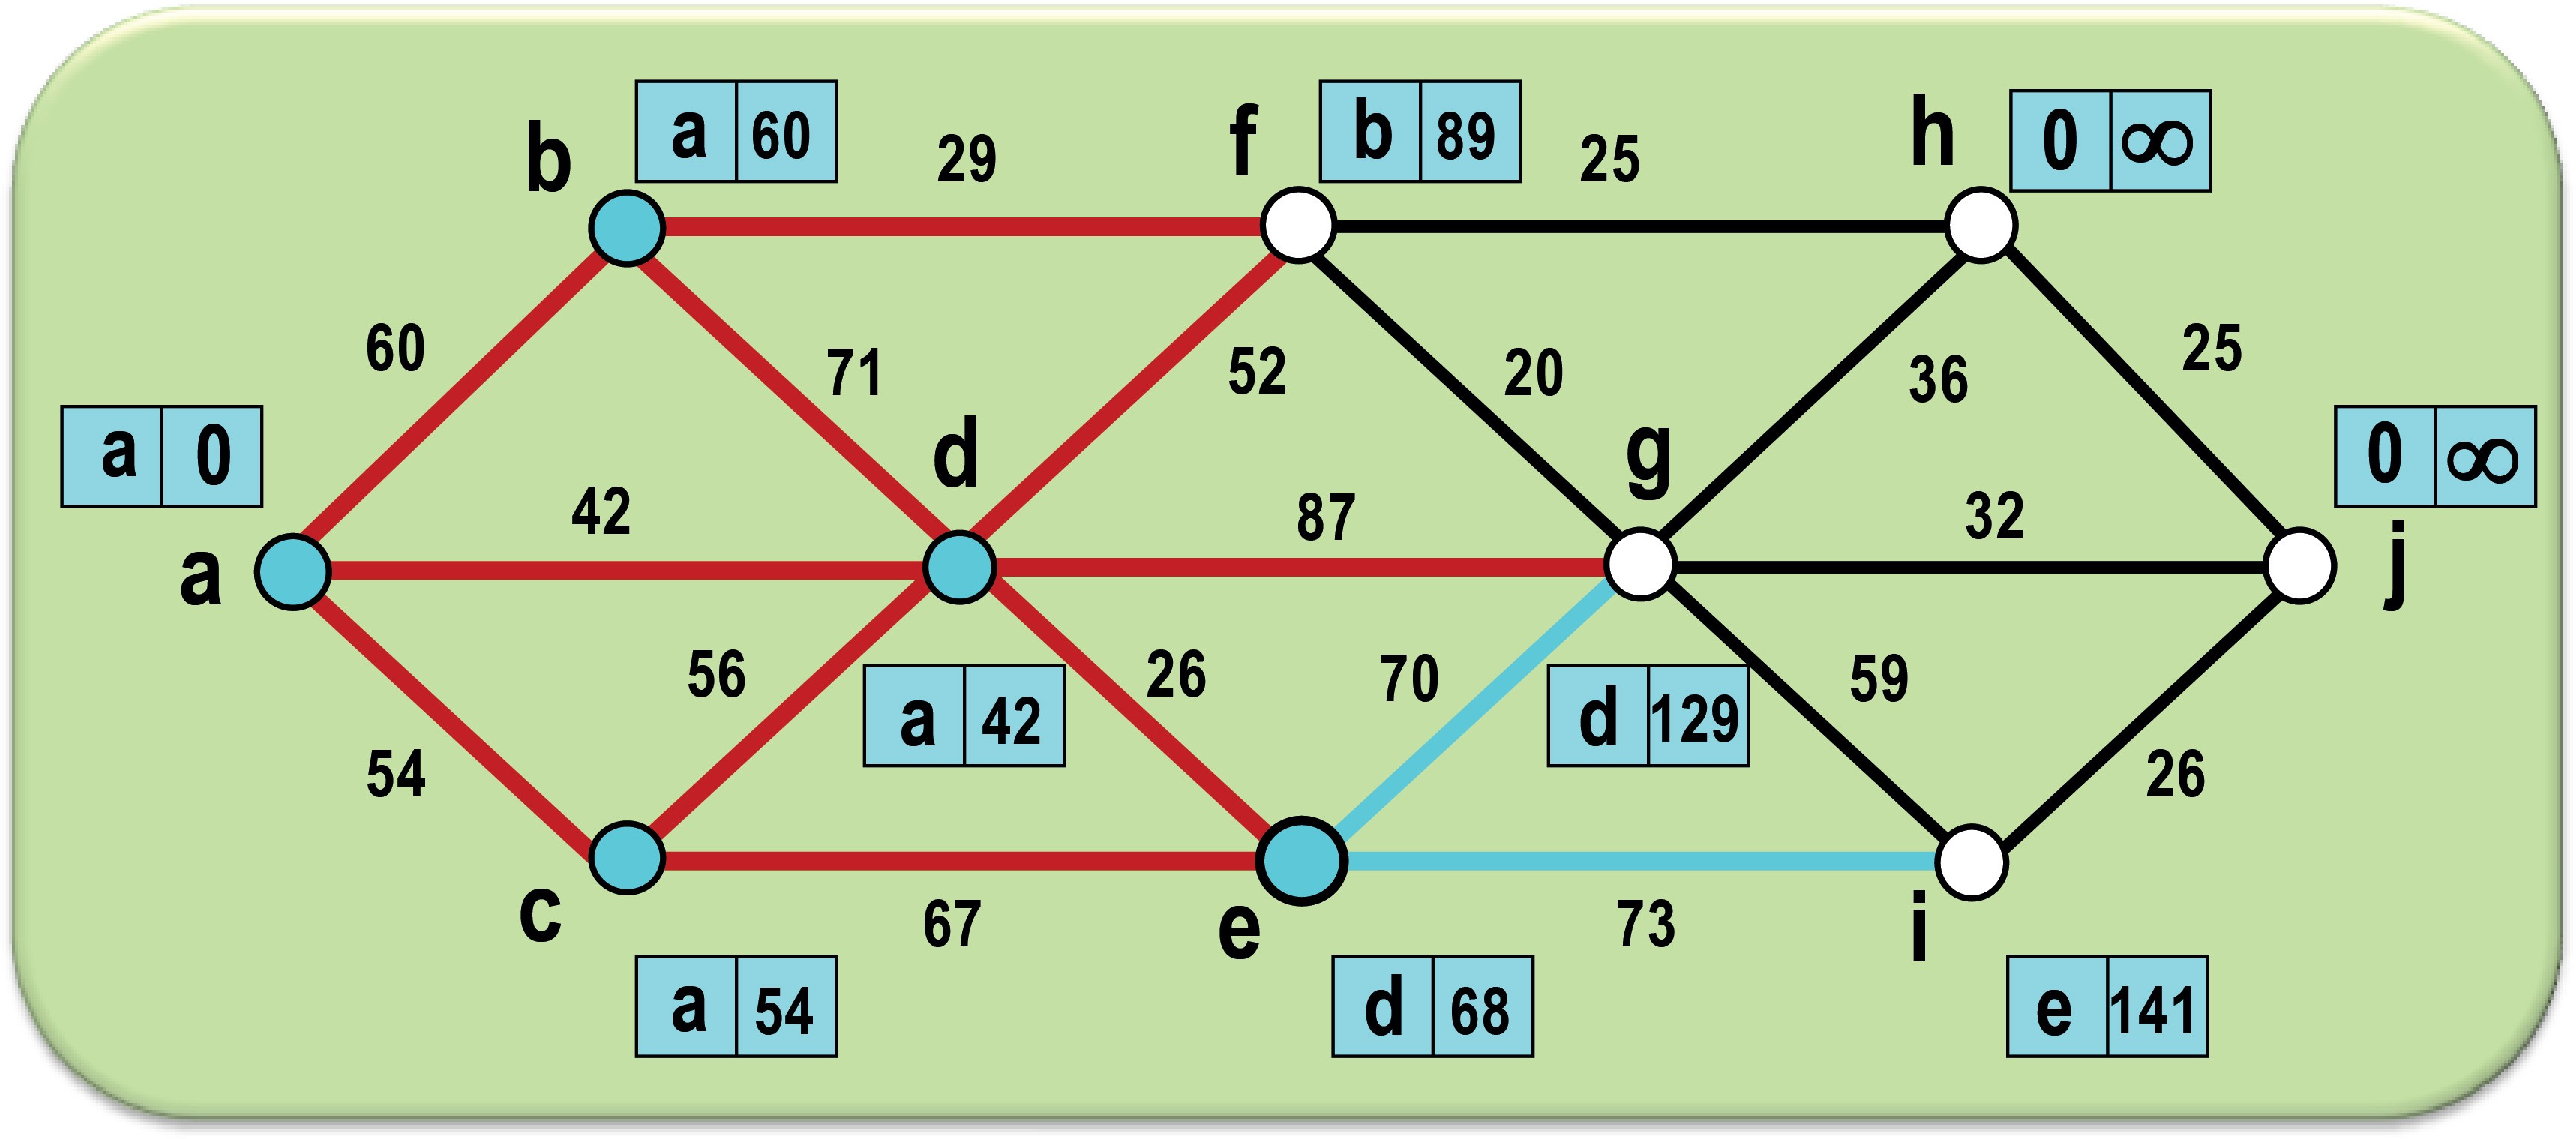 b a 60 29 f b 89 25 h 0 ∞
60 71 52 20 36 25
a 0 d g 0 ∞
42 87 32
a j
56 a 42 26 70 d 129 59
54 26
c 67 e 73 i
a 54 d 68 e 141